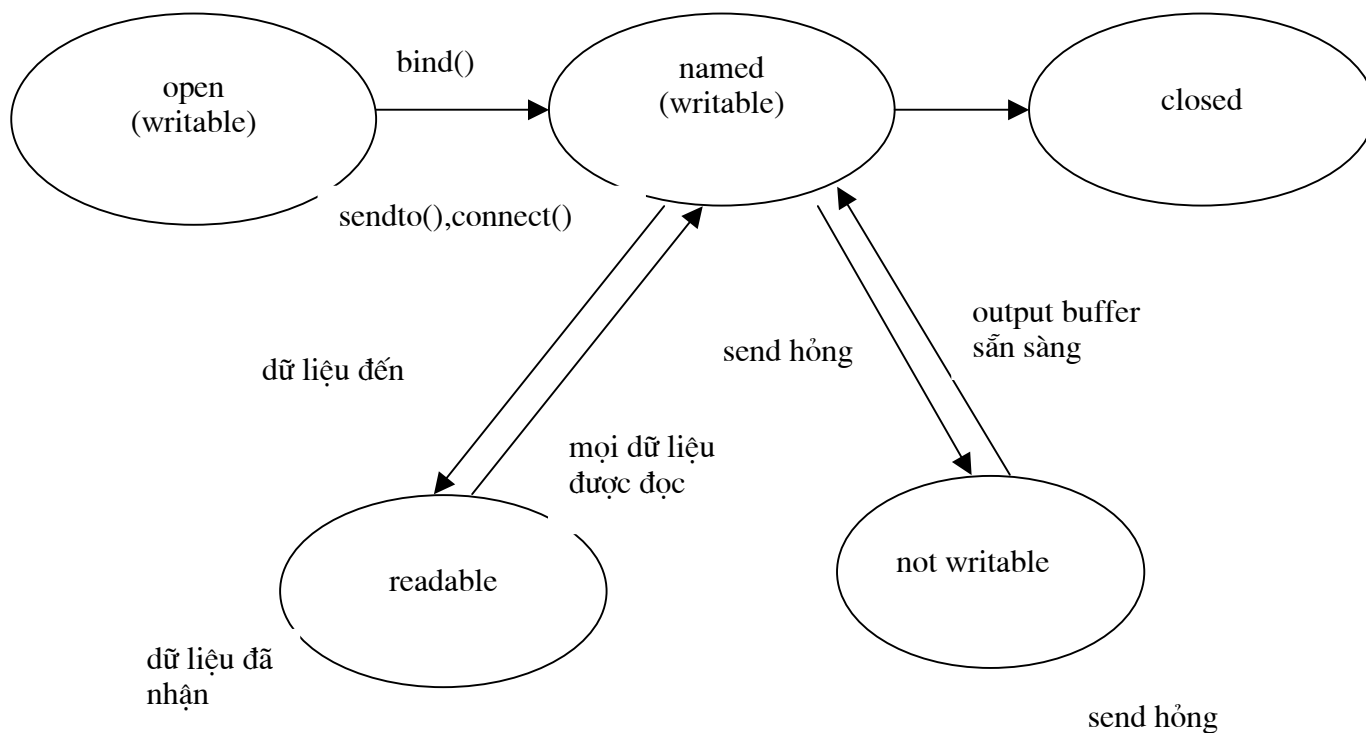 bind()
open
(writable)
named
(writable)
closed
sendto(),connect()
output buffer
sẵn sàng
send hỏng
dữ liệu đến
mọi dữ liệu
được đọc
readable
not writable
dữ liệu đã
nhận
send hỏng